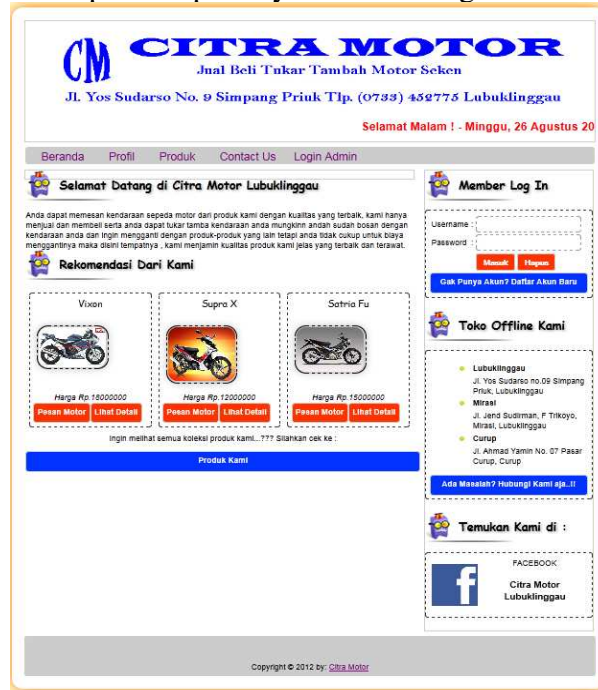 CM CITRA MOTOR
Jual Beli Tukar Tambah Motor Seken
Jl. Yos Sudarso No. 9 Simpang Priuk Tlp. (0733) 452775 Lubuklinggau
Selamat Malam ! - Minggu, 26 Agustus 20
Beranda Profil Produk Contact Us Login Admin
Selamat Datang di Citra Motor Lubuklinggau
Anda dapat memesan kendaraan sepeda motor dari produk kami dengan kualitas yang terbaik, kami hanya
menjual dan membeli serta anda dapat tukar tamba kendaraan anda mungkinn andah sudah bosan dengan
kendaraan anda dan ingin mengganti dengan produk-produk yang lain tetapi anda tidak cukup untuk biaya
menggantinya maka disini tempatnya , kami menjamin kualitas produk kami jelas yang terbaik dan terawat.
Rekomendasi Dari Kami
Vixon
Harga Rp.18000000
Pesan Motor Lihat Detail
Supra X
Harga Rp.12000000
Pesan Motor Lihat Detail
Satria Fu
Harga Rp.15000000
Pesan Motor Lihat Detail
Ingin melihat semua koleksi produk kami...??? Silahkan cek ke :
Produk Kami
Member Log In
Username :
Password :
Masuk Hapus
Gak Punya Akun? Daftar Akun Baru
Toko Offline Kami
Lubuklinggau
Jl. Yos Sudarso no.09 Simpang
Priuk, Lubuklinggau
Mirasi
Jl. Jend Sudirman, F Trikoyo,
Mirasi, Lubuklinggau
Curup
Jl. Ahmad Yamin No. 07 Pasar
Curup, Curup
Ada Masalah? Hubungi Kami aja..!!
Temukan Kami di :
f
FACEBOOK
Citra Motor
Lubuklinggau
Copyright © 2012 by: Citra Motor